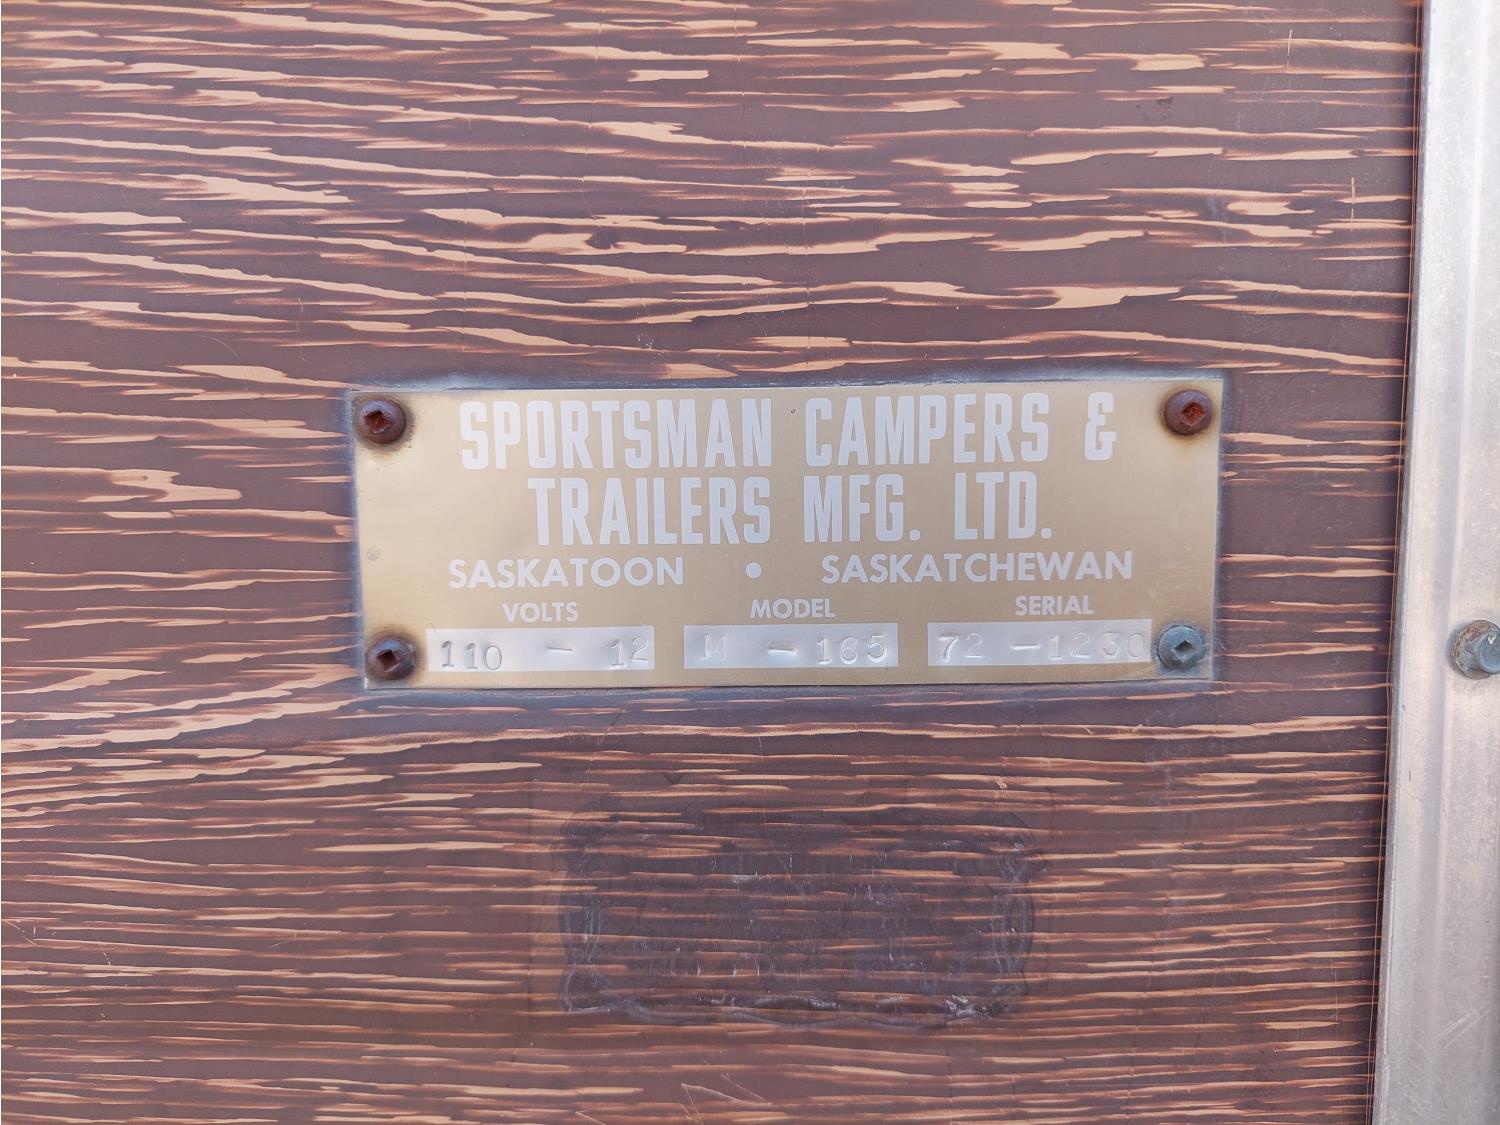 SPORTSMAN CAMPERS &
TRAILERS MFG. LTD.
SASKATOON • SASKATCHEWAN
VOLTS MODEL SERIAL
110 - 12 M - 165 72 - 1230